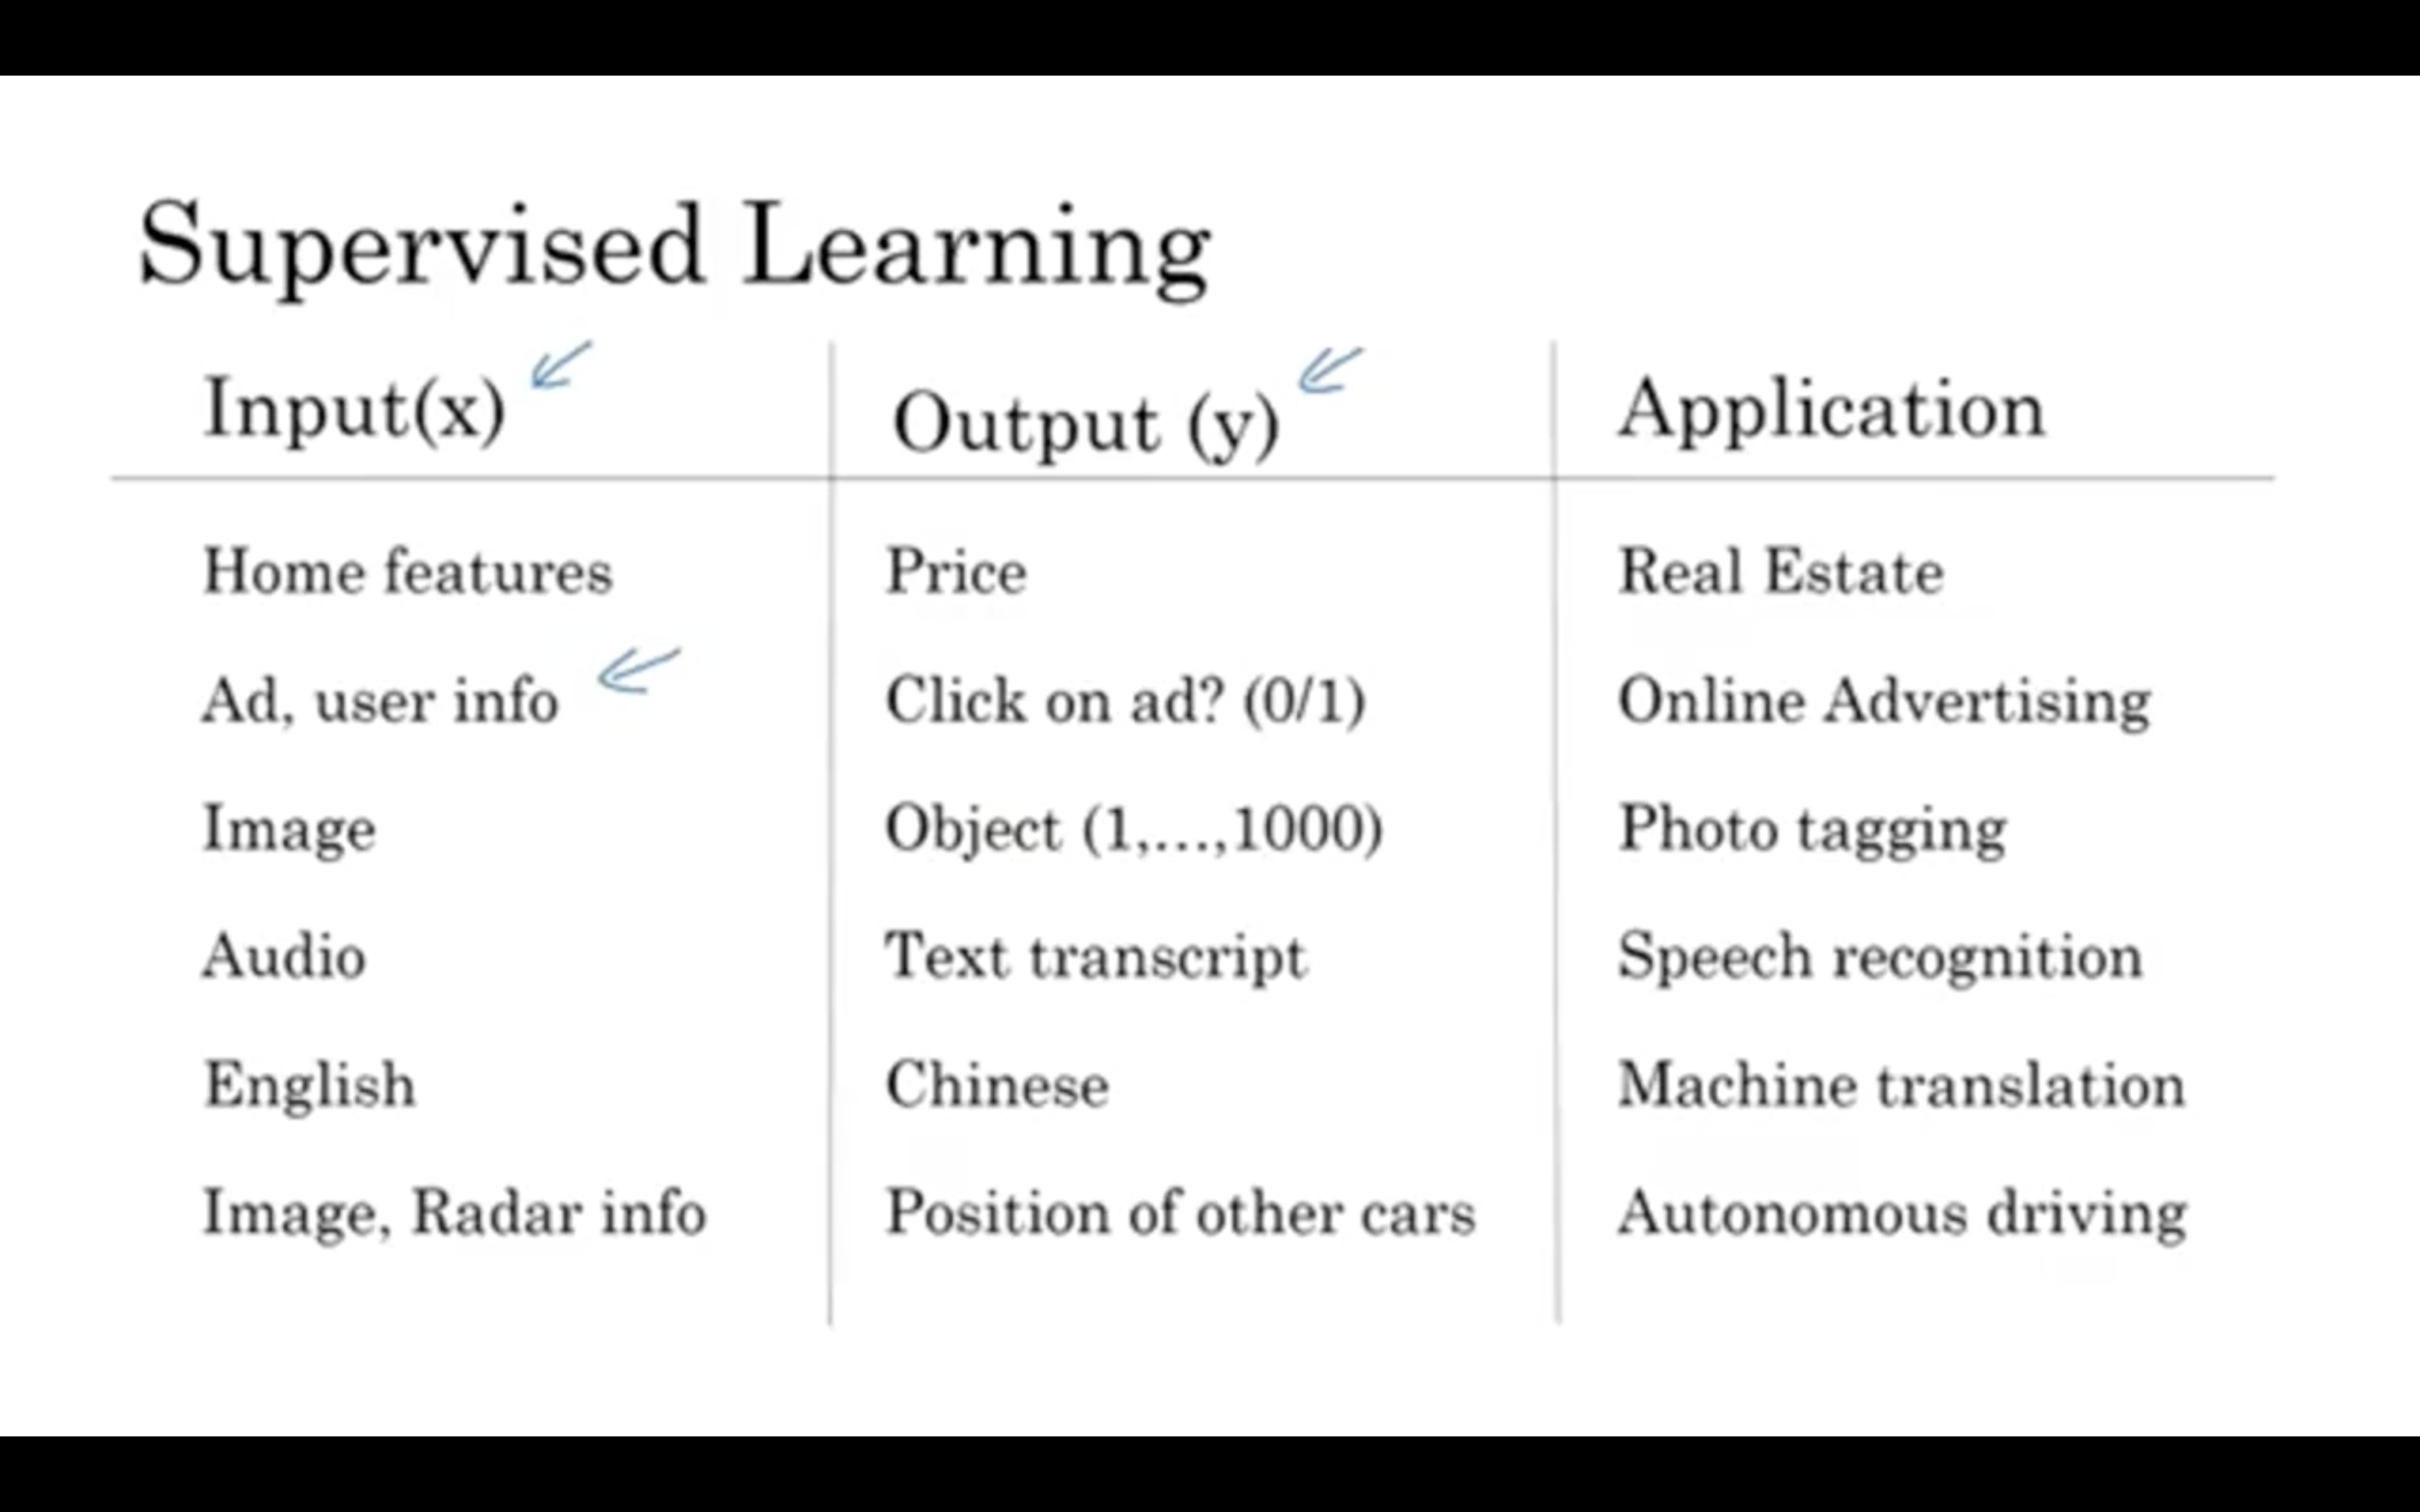 Supervised Learning
Input(x) Output (y) Application
Home features Price Real Estate
Ad, user info Click on ad? (0/1) Online Advertising
Image Object (1,...,1000) Photo tagging
Audio Text transcript Speech recognition
English Chinese Machine translation
Image, Radar info Position of other cars Autonomous driving